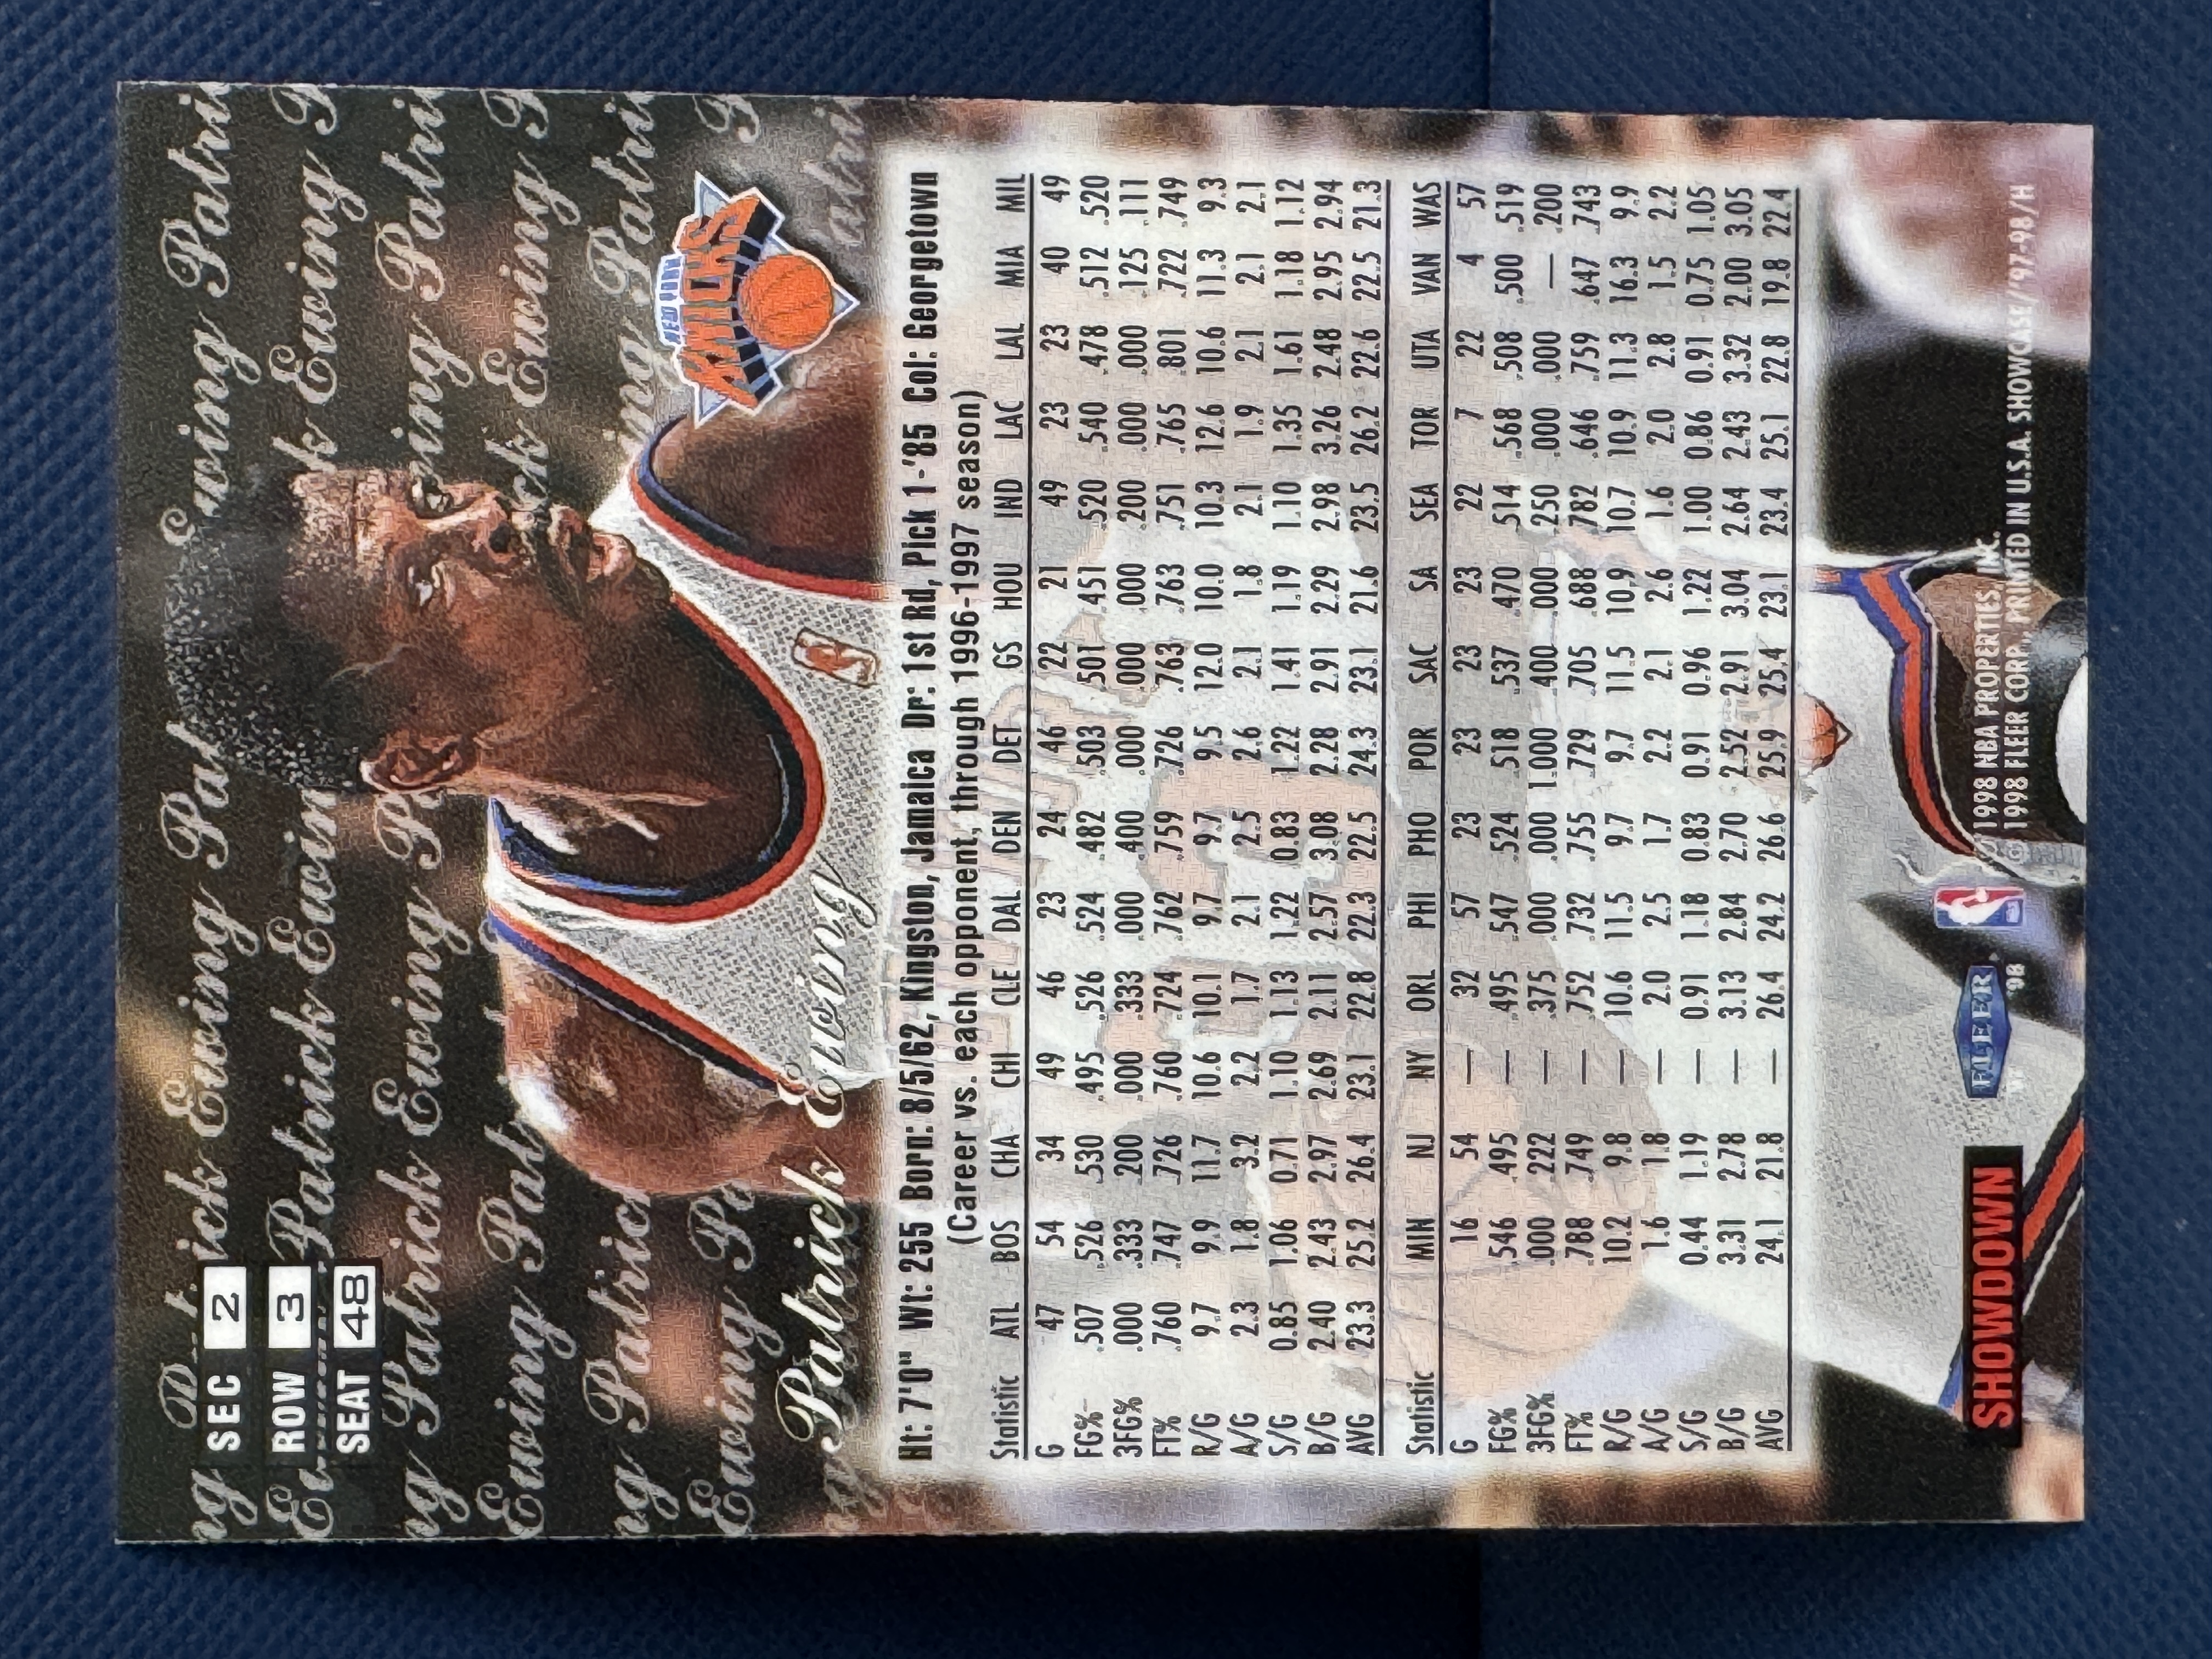 SEC 2
ROW 3
SEAT 48
Ewing Patrick Ewing Patri
Patrick Ewing
Patrick Ewing
Ewing Patrick Ewing
Patrick Ewing
NEW YORK
KNICKS
Patrick Ewing
Ht: 7'0" Wt: 255 Born: 8/5/62, Kingston, Jamaica Dr: 1st Rd, Pick 1-'85 Col: Georgetown
(Career vs. each opponent, through 1996-1997 season)
Statistic ATL BOS CHA CHI CLE DAL DEN DET GS HOU IND LAC LAL MIA MIL
G 47 54 34 49 46 23 24 46 22 21 49 23 23 40 49
FG% .507 .526 .530 .495 .526 .524 .482 .503 .501 .451 .520 .540 .478 .512 .520
3FG% .000 .333 .200 .000 .333 .000 .400 .000 .000 .000 .200 .000 .000 .125 .111
FT% .760 .747 .726 .760 .724 .762 .759 .726 .763 .763 .751 .765 .801 .722 .749
R/G 9.7 9.9 11.7 10.6 10.1 9.7 9.7 9.5 12.0 10.0 10.3 12.6 10.6 11.3 9.3
A/G 2.3 1.8 3.2 2.2 1.7 2.1 2.5 2.6 2.1 1.8 2.1 1.9 2.1 2.1 2.1
S/G 0.85 1.06 0.71 1.10 1.13 1.22 0.83 1.22 1.41 1.19 1.10 1.35 1.61 1.18 1.12
B/G 2.40 2.43 2.97 2.69 2.11 2.57 3.08 2.28 2.91 2.29 2.98 3.26 2.48 2.95 2.94
AVG 23.3 25.2 26.4 23.1 22.8 22.3 22.5 24.3 23.1 21.6 23.5 26.2 22.6 22.5 21.3
Statistic MIN NJ NY ORL PHI PHO POR SAC SA SEA TOR UTA VAN WAS
G 16 54 — 32 57 23 23 23 23 22 7 22 4 57
FG% .546 .495 — .495 .547 .524 .518 .537 .470 .514 .568 .508 .500 .519
3FG% .000 .222 — .375 .000 .000 1.000 .400 .000 .250 .000 .000 — .200
FT% .788 .749 — .752 .732 .755 .729 .705 .688 .782 .646 .759 .647 .743
R/G 10.2 9.8 — 10.6 11.5 9.7 9.7 11.5 10.9 10.7 10.9 11.3 16.3 9.9
A/G 1.6 1.8 — 2.0 2.5 1.7 2.2 2.1 2.6 1.6 2.0 2.8 1.5 2.2
S/G 0.44 1.19 — 0.91 1.18 0.83 0.91 0.96 1.22 1.00 0.86 0.91 0.75 1.05
B/G 3.31 2.78 — 3.13 2.84 2.70 2.52 2.91 3.04 2.64 2.43 3.32 2.00 3.05
AVG 24.1 21.8 — 26.4 24.2 26.6 25.9 25.4 23.1 23.4 25.1 22.8 19.8 22.4
SHOWDOWN
FLEER '98
© 1998 NBA PROPERTIES, INC.
© 1998 FLEER CORP., PRINTED IN U.S.A. SHOWCASE/'97-98/H